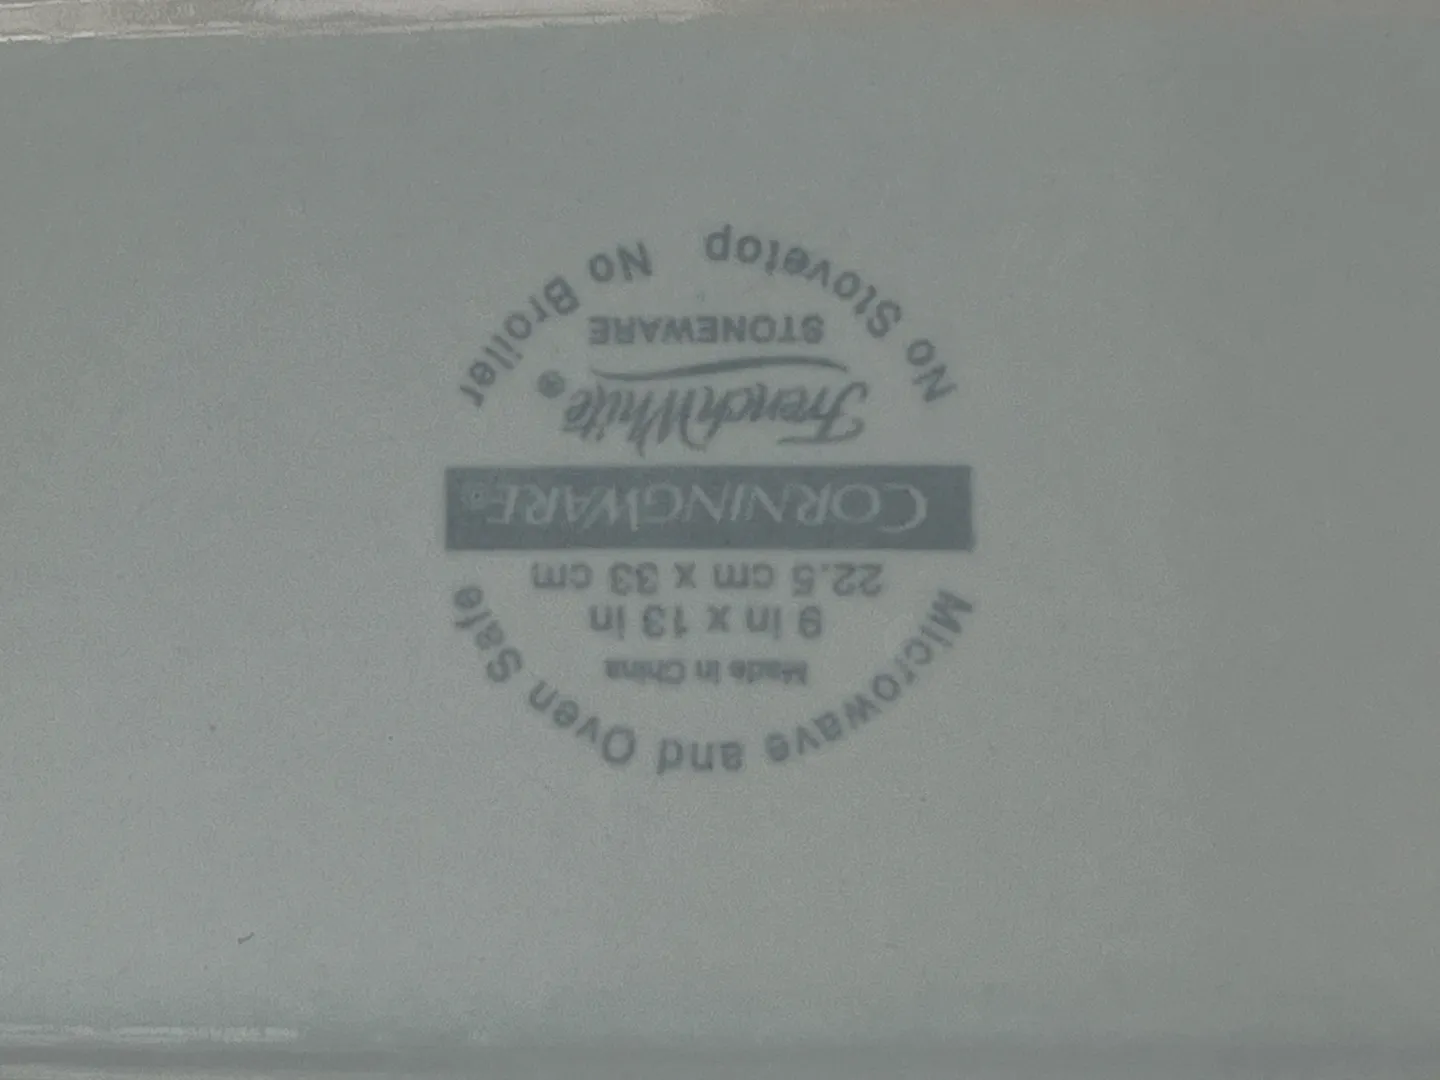 Microwave and Oven Safe
Made in China
9 in x 13 in
22.5 cm x 33 cm
CORNINGWARE®
FrenchWhite®
STONEWARE
No Stovetop No Broiler